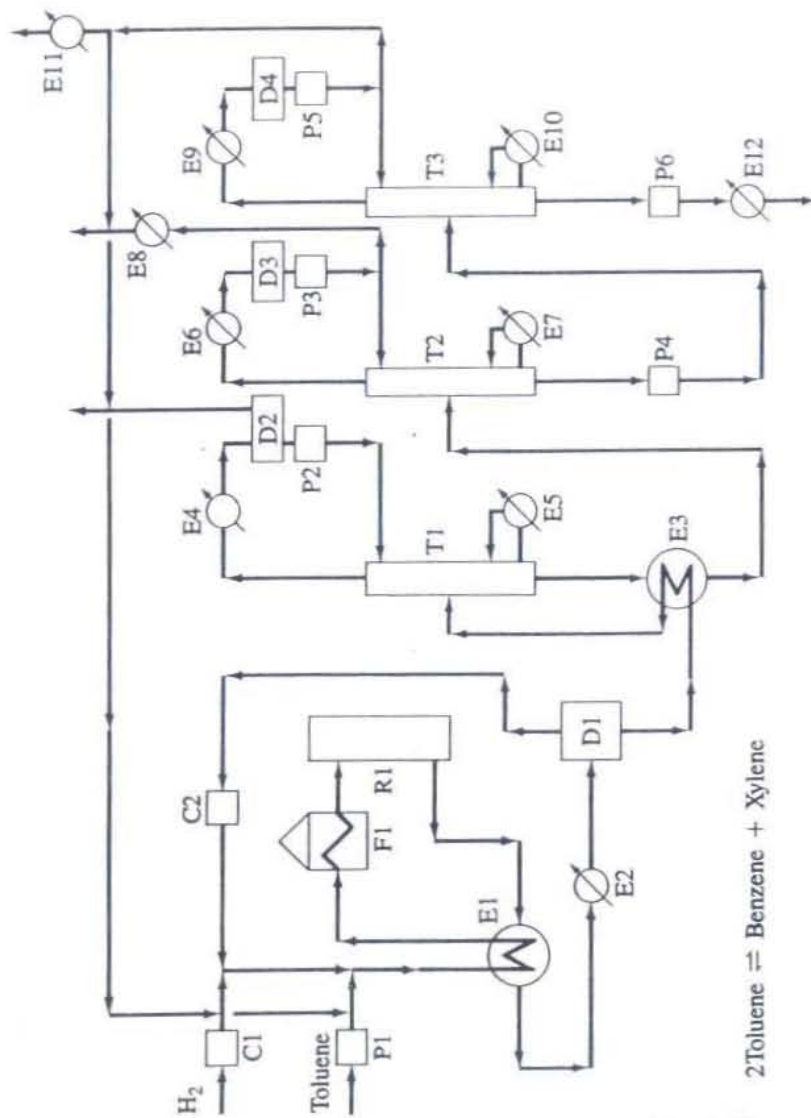 E11
E9
D4
P5
E10
T3
P6
E12
E8
E6
D3
P3
E7
T2
P4
E4
D2
P2
E5
T1
E3
C2
R1
F1
D1
E1
E2
H₂
C1
Toluene
P1
2Toluene ⇌ Benzene + Xylene